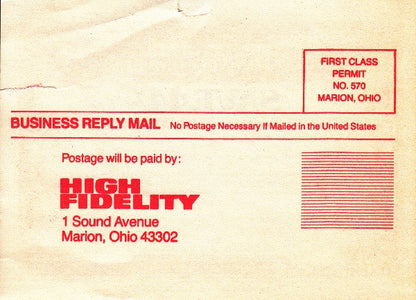 FIRST CLASS
PERMIT
NO. 570
MARION, OHIO
BUSINESS REPLY MAIL No Postage Necessary If Mailed in the United States
Postage will be paid by:
HIGH
FIDELITY
1 Sound Avenue
Marion, Ohio 43302